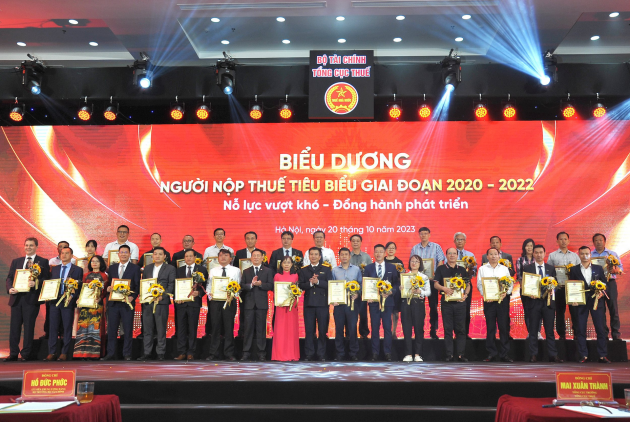 BỘ TÀI CHÍNH
TỔNG CỤC THUẾ
BIỂU DƯƠNG
NGƯỜI NỘP THUẾ TIÊU BIỂU GIAI ĐOẠN 2020 - 2022
Nỗ lực vượt khó - Đồng hành phát triển
Hà Nội, ngày 20 tháng 10 năm 2023
ĐỒNG CHÍ
HỒ ĐỨC PHỚC
ĐỒNG CHÍ
MAI XUÂN THÀNH